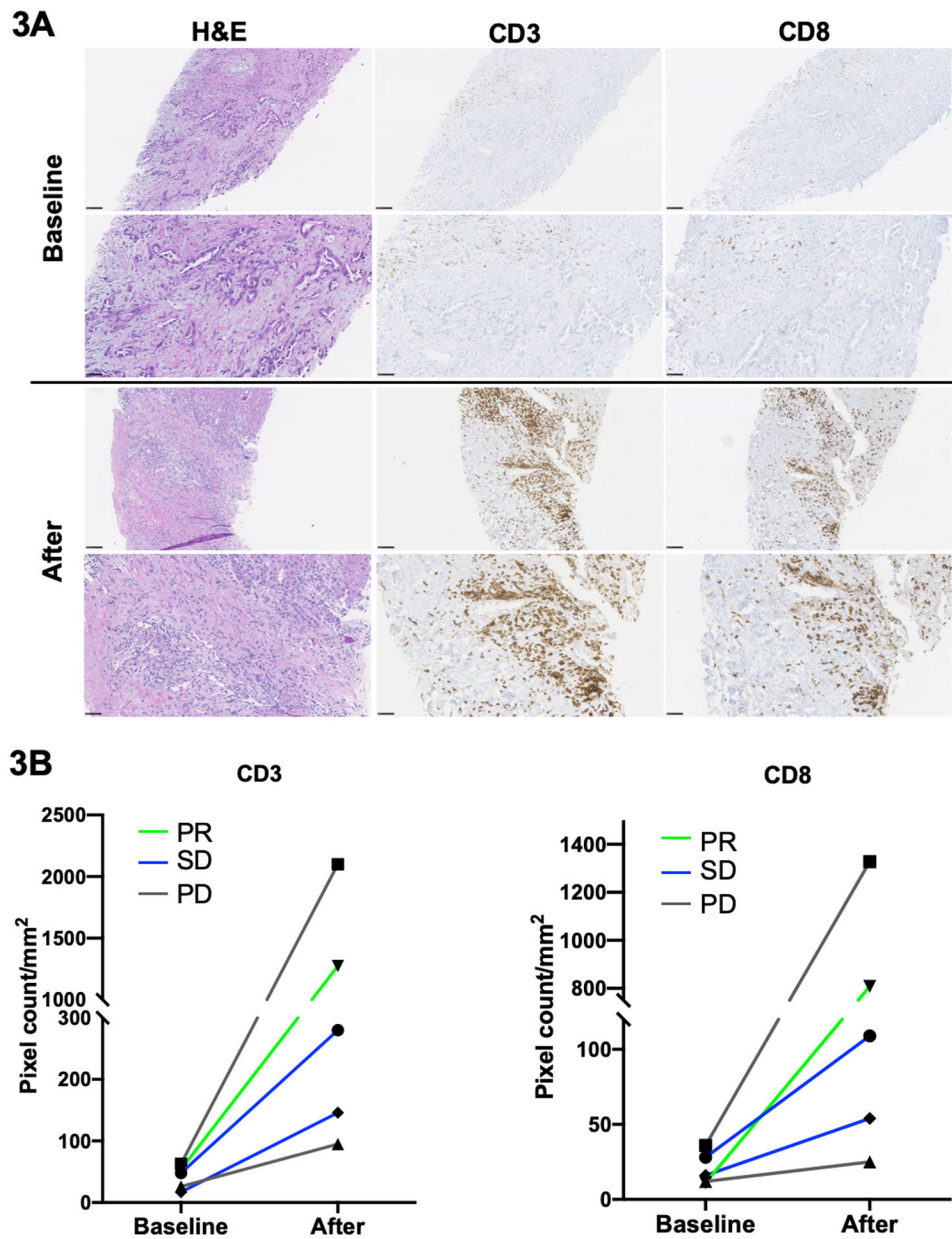 3A
H&E
CD3
CD8
Baseline
After
3B
CD3
Pixel count/mm²
2500
2000
1500
1000
300
200
100
0
PR
SD
PD
Baseline
After
CD8
Pixel count/mm²
1400
1200
1000
800
100
50
0
PR
SD
PD
Baseline
After